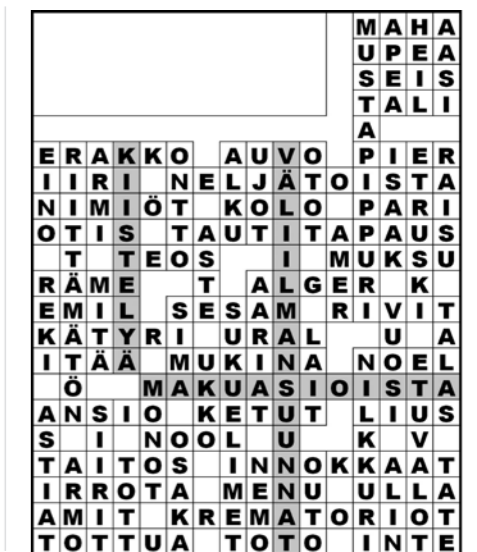 MAHA
UPEA
SEIS
TALI
A
ERAKKO AUVO PIER
IIRI NELJÄTOISTA
NIMIÖT KOLO PARI
OTIS TAUTITAPAUS
T TEOS I MUKSU
RÄME T ALGER K
EMIL SESAM RIVIT
KÄTYRI URAL U A
ITÄÄ MUKINA NOEL
Ö MAKUASIOISTA
ANSIO KETUT LIUS
S I NOOL U K V
TAITOS INNOKKAAT
IRROTA MENU ULLA
AMIT KREMATORIOT
TOTTUA TOTO INTE